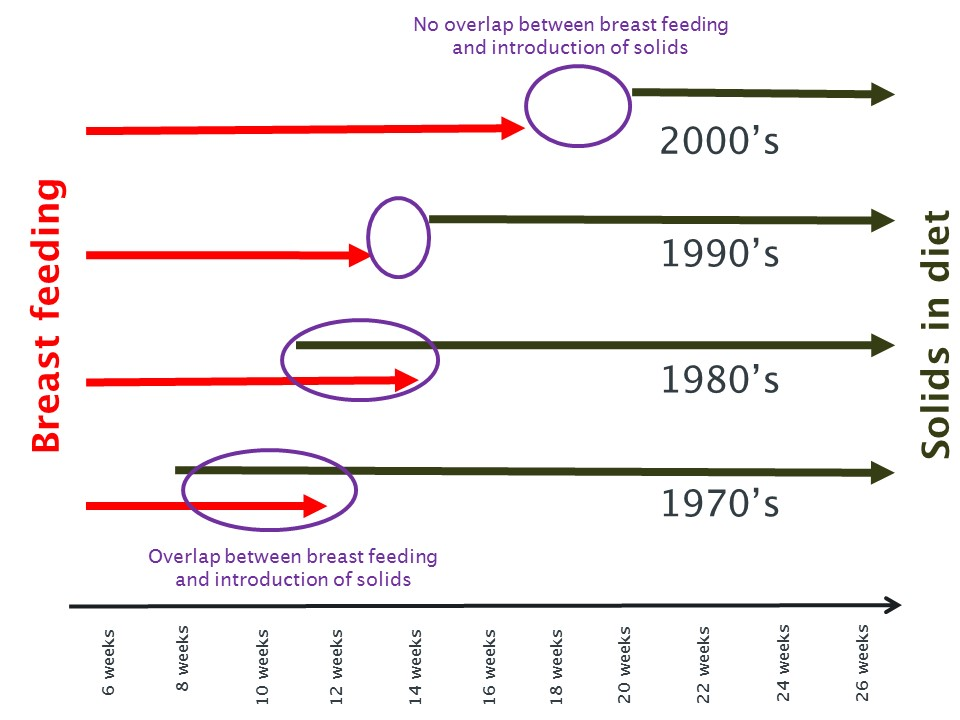 No overlap between breast feeding
and introduction of solids
2000’s
1990’s
1980’s
1970’s
Breast feeding
Solids in diet
Overlap between breast feeding
and introduction of solids
6 weeks
8 weeks
10 weeks
12 weeks
14 weeks
16 weeks
18 weeks
20 weeks
22 weeks
24 weeks
26 weeks